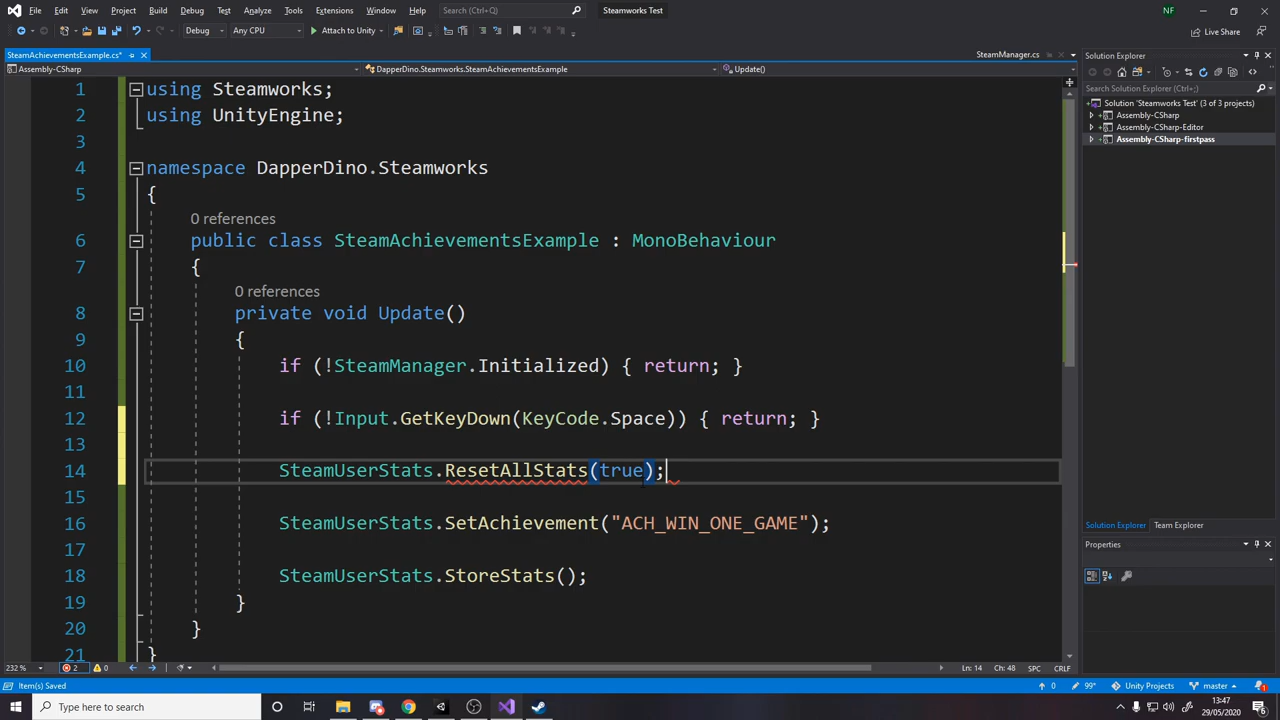 File Edit View Project Build Debug Test Analyze Tools Extensions Window Help Search (Ctrl+Q) Steamworks Test NF
Debug Any CPU Attach to Unity Live Share
SteamAchievementsExample.cs* SteamManager.cs Solution Explorer
Assembly-CSharp DapperDino.Steamworks.SteamAchievementsExample Update()
Search Solution Explorer (Ctrl+;)
Solution 'Steamworks Test' (3 of 3 projects)
Assembly-CSharp
Assembly-CSharp-Editor
Assembly-CSharp-firstpass
1 using Steamworks;
2 using UnityEngine;
3
4 namespace DapperDino.Steamworks
5 {
0 references
6 public class SteamAchievementsExample : MonoBehaviour
7 {
0 references
8 private void Update()
9 {
10 if (!SteamManager.Initialized) { return; }
11
12 if (!Input.GetKeyDown(KeyCode.Space)) { return; }
13
14 SteamUserStats.ResetAllStats(true);
15
16 SteamUserStats.SetAchievement("ACH_WIN_ONE_GAME");
17
18 SteamUserStats.StoreStats();
19 }
20 }
21 }
Solution Explorer Team Explorer
Properties
232 % 2 0 Ln: 14 Ch: 48 SPC CRLF
Item(s) Saved 0 99+ Unity Projects master 1
Type here to search 13:47
29/05/2020 6